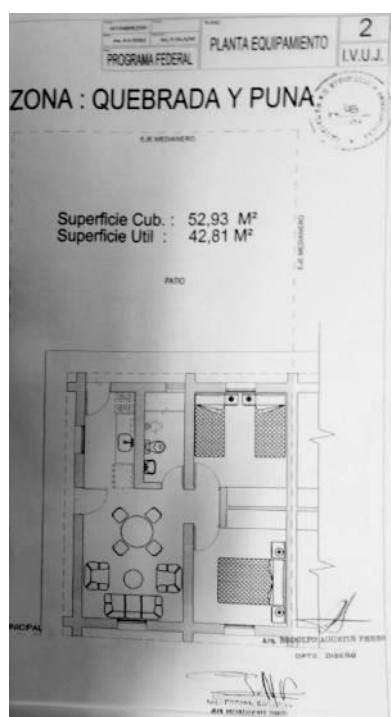 PROGRAMA FEDERAL
PLANTA EQUIPAMIENTO
2
I.V.U.J.
ZONA : QUEBRADA Y PUNA
EJE MEDIANERO
Superficie Cub. : 52,93 M²
Superficie Util : 42,81 M²
EJE MEDIANERO
PATIO
DPTO. DISEÑO